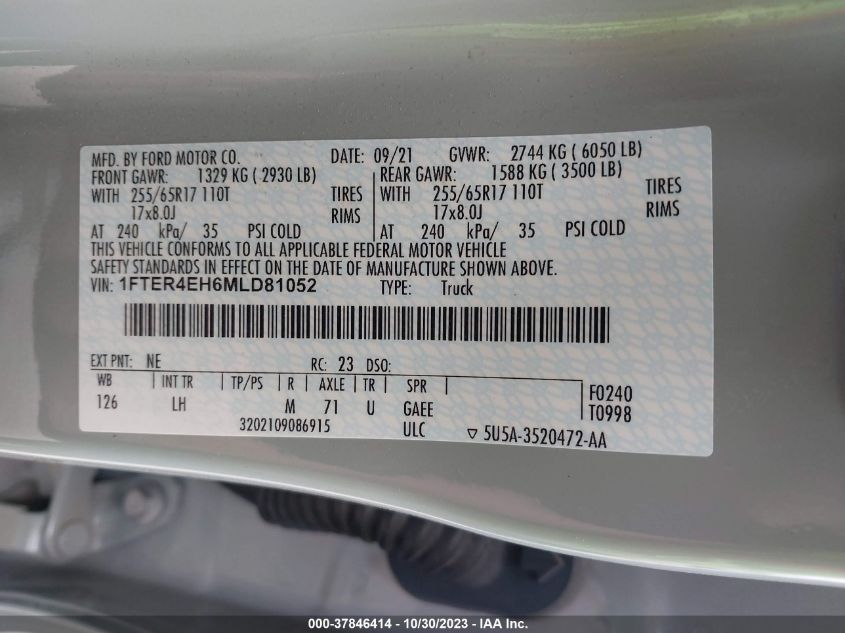 MFD. BY FORD MOTOR CO. DATE: 09/21 GVWR: 2744 KG ( 6050 LB)
FRONT GAWR: 1329 KG ( 2930 LB) REAR GAWR: 1588 KG ( 3500 LB)
WITH 255/65R17 110T TIRES WITH 255/65R17 110T TIRES
17x8.0J RIMS 17x8.0J RIMS
AT 240 kPa/ 35 PSI COLD AT 240 kPa/ 35 PSI COLD
THIS VEHICLE CONFORMS TO ALL APPLICABLE FEDERAL MOTOR VEHICLE
SAFETY STANDARDS IN EFFECT ON THE DATE OF MANUFACTURE SHOWN ABOVE.
VIN: 1FTER4EH6MLD81052 TYPE: Truck
EXT PNT: NE RC: 23 DSO:
WB INT TR TP/PS R AXLE TR SPR F0240
126 LH M 71 U GAEE T0998
3202109086915 ULC ▽ 5U5A-3520472-AA
000-37846414 - 10/30/2023 - IAA Inc.